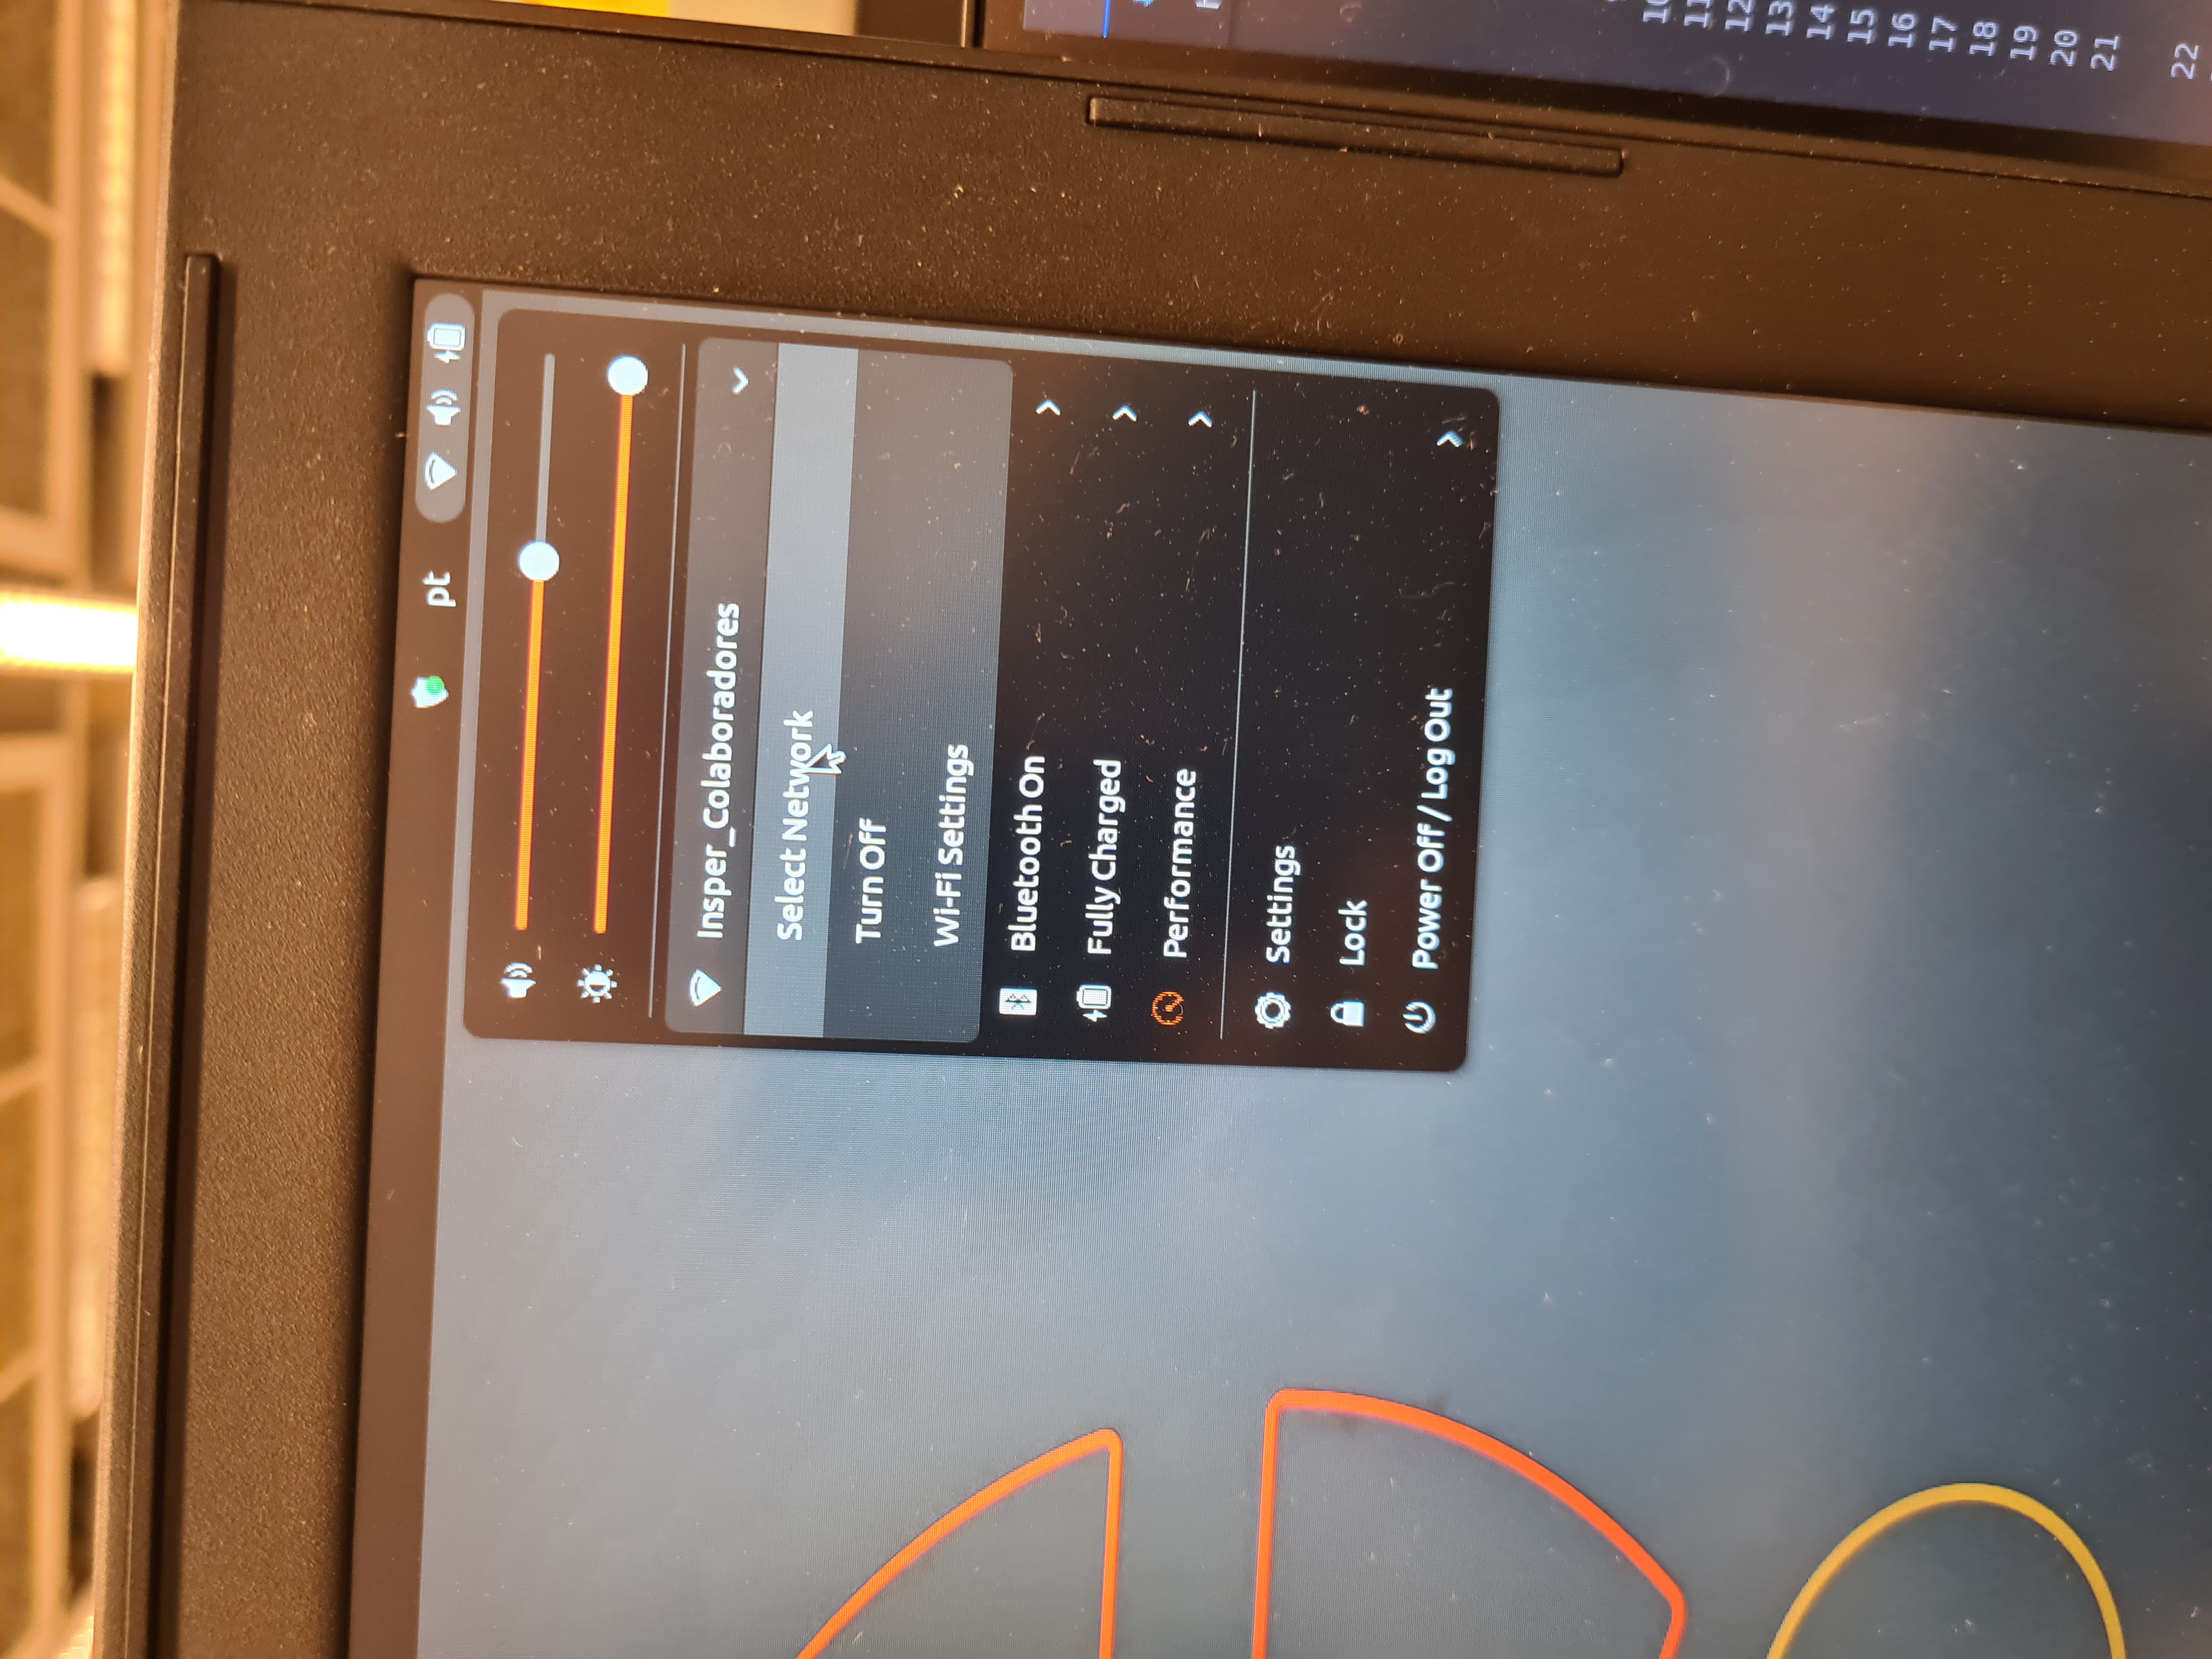 pt
Insper_Colaboradores
Select Network
Turn Off
Wi-Fi Settings
Bluetooth On
Fully Charged
Performance
Settings
Lock
Power Off / Log Out
10
11
12
13
14
15
16
17
18
19
20
21
22